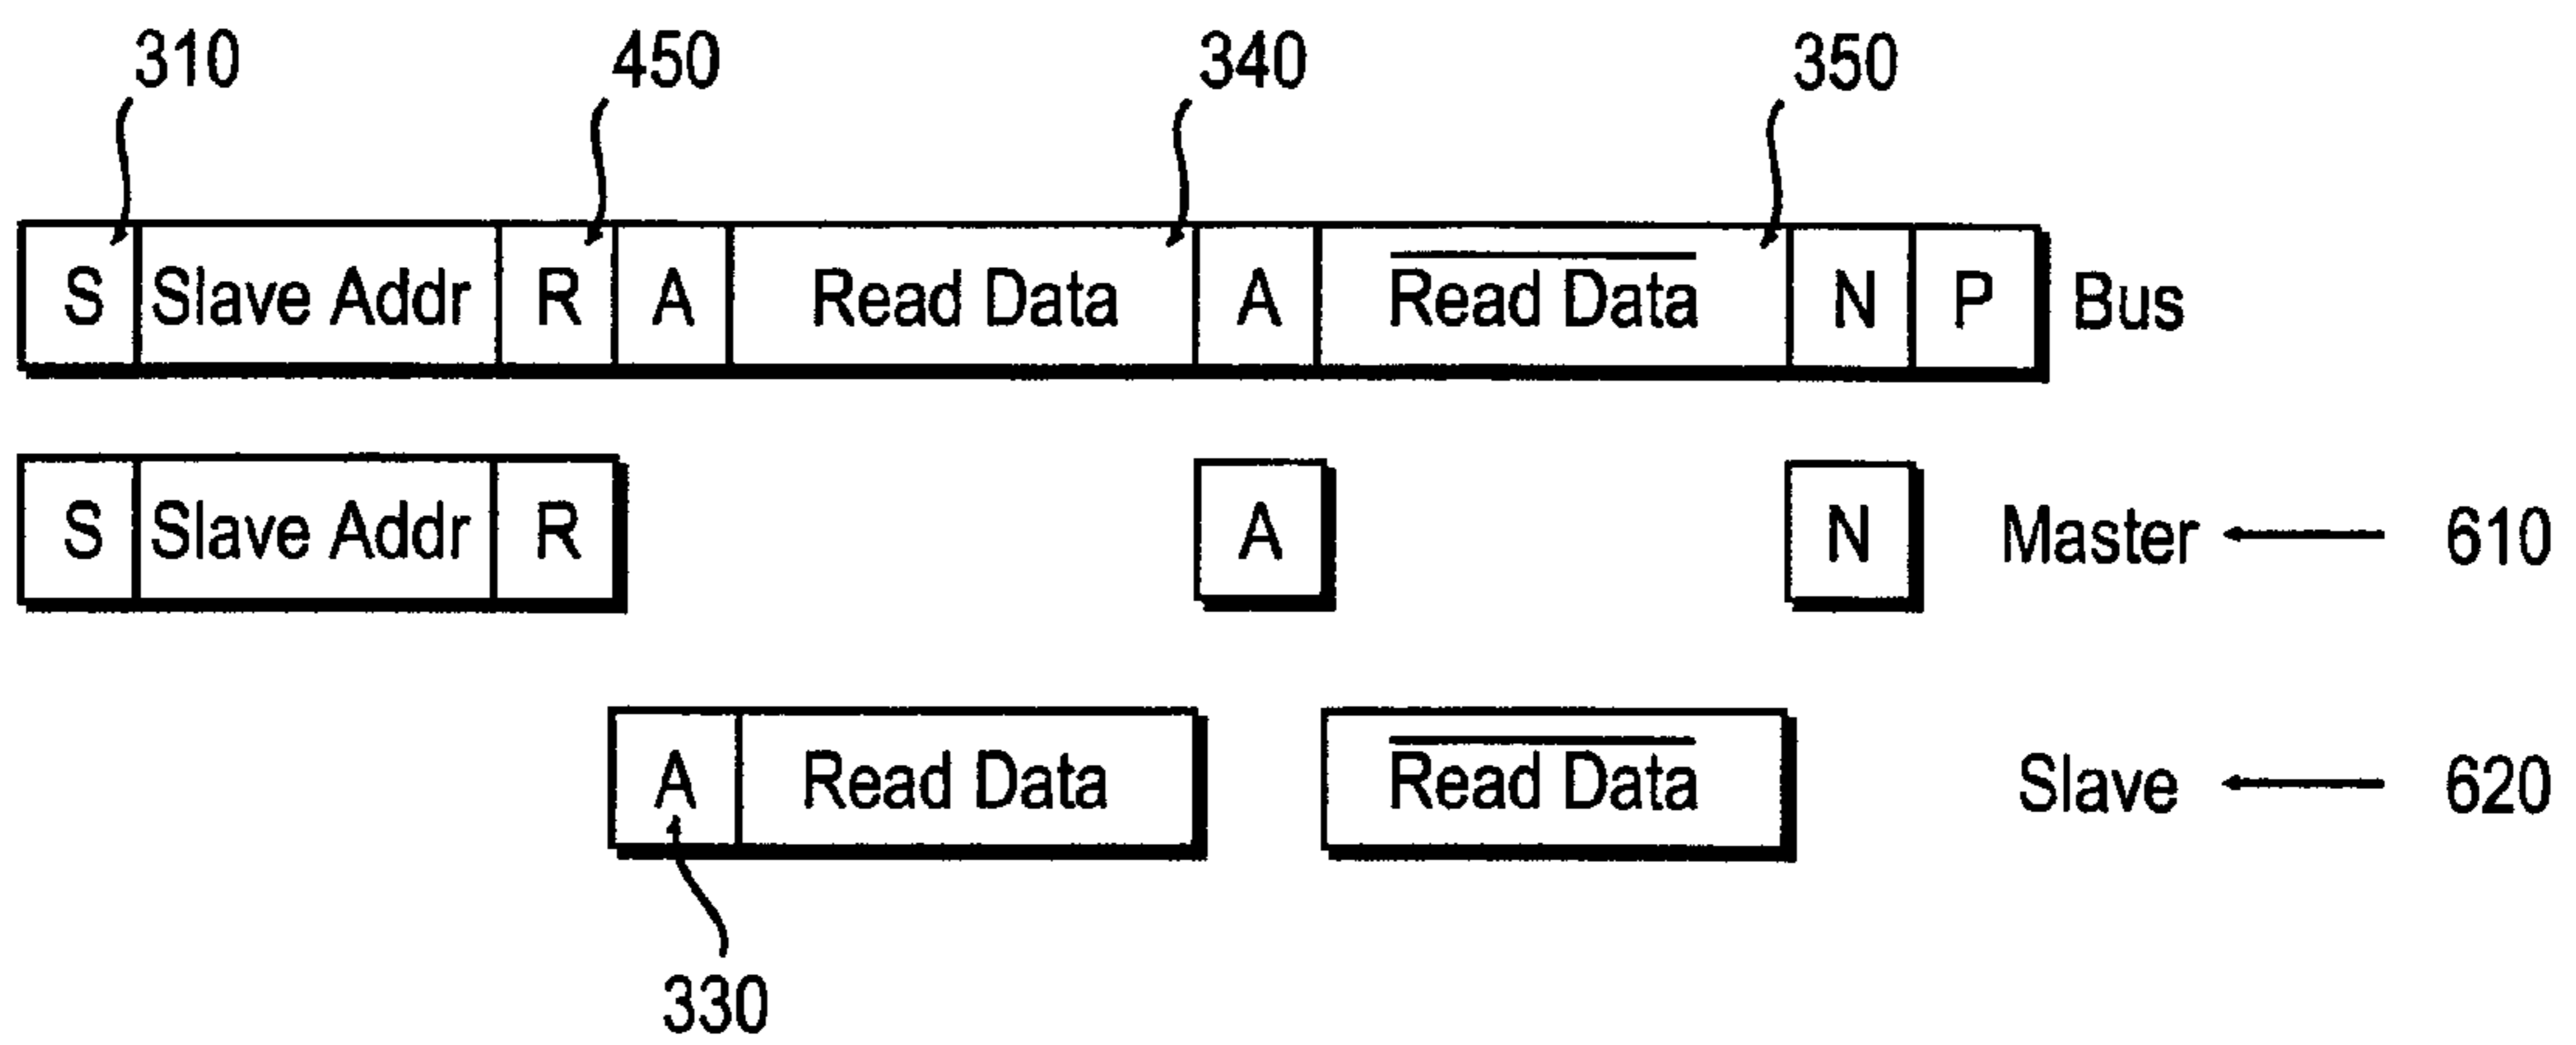 310 450 340 350
S Slave Addr R A Read Data A Read Data N P Bus
S Slave Addr R A N Master 610
A Read Data Read Data Slave 620
330